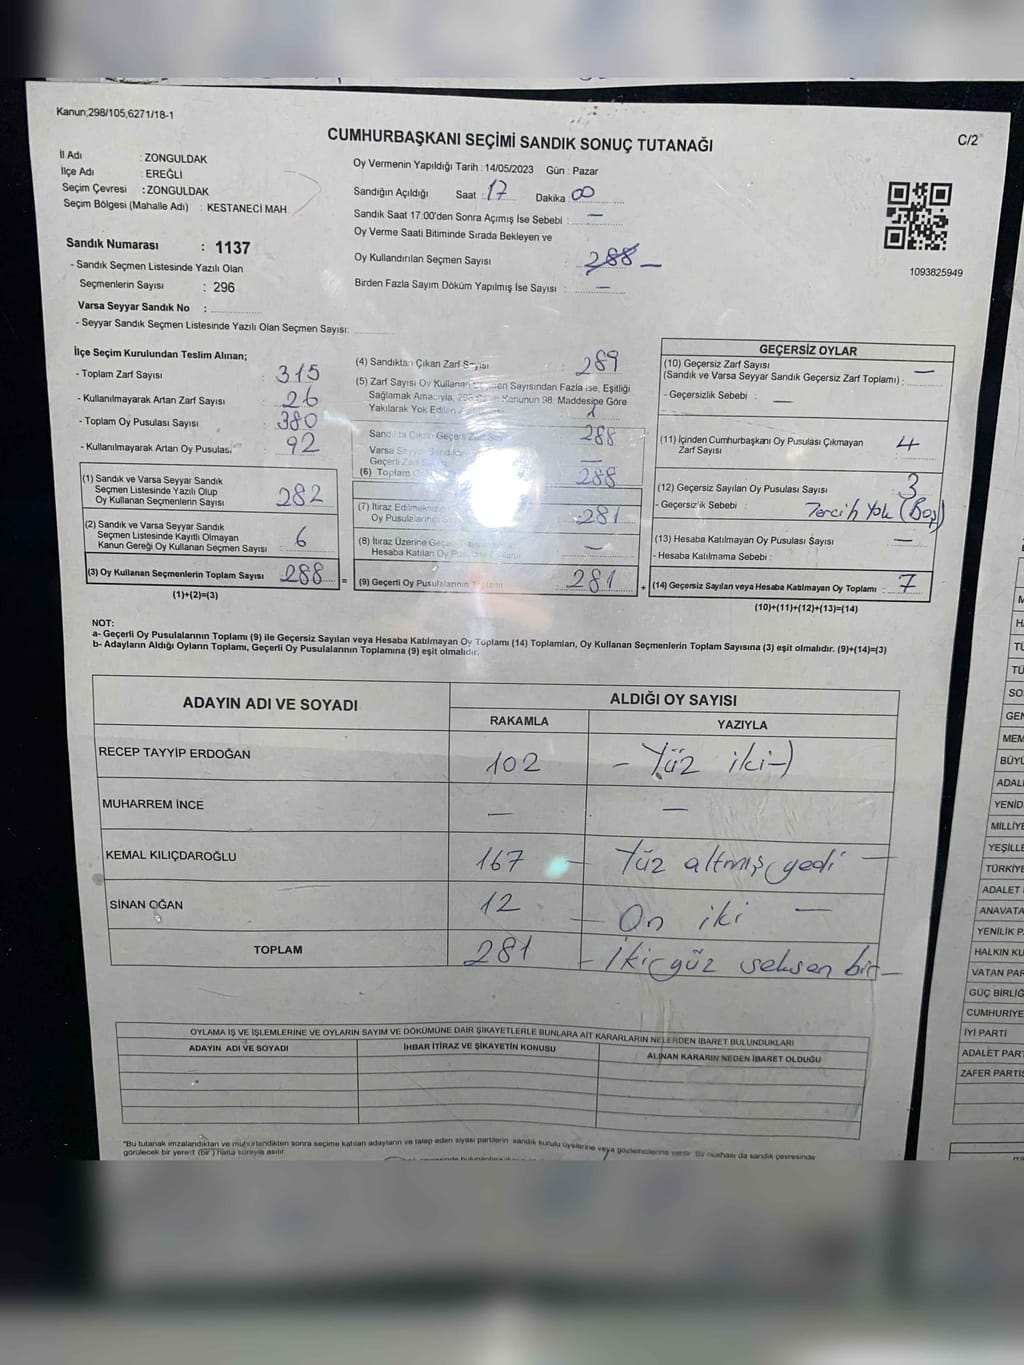 Kanun;298/105;6271/18-1
CUMHURBAŞKANI SEÇİMİ SANDIK SONUÇ TUTANAĞI
C/2
İl Adı : ZONGULDAK
İlçe Adı : EREĞLİ
Seçim Çevresi : ZONGULDAK
Seçim Bölgesi (Mahalle Adı) : KESTANECİ MAH
Sandık Numarası : 1137
- Sandık Seçmen Listesinde Yazılı Olan
Seçmenlerin Sayısı : 296
Varsa Seyyar Sandık No :
- Seyyar Sandık Seçmen Listesinde Yazılı Olan Seçmen Sayısı:
Oy Vermenin Yapıldığı Tarih : 14/05/2023 Gün : Pazar
Sandığın Açıldığı Saat : 17 Dakika : 00
Sandık Saat 17:00'den Sonra Açımış İse Sebebi : —
Oy Verme Saati Bitiminde Sırada Bekleyen ve
Oy Kullandırılan Seçmen Sayısı : 288 —
Birden Fazla Sayım Döküm Yapılmış İse Sayısı : —
1093825949
İlçe Seçim Kurulundan Teslim Alınan;
- Toplam Zarf Sayısı : 315
- Kullanılmayarak Artan Zarf Sayısı : 26
- Toplam Oy Pusulası Sayısı : 380
- Kullanılmayarak Artan Oy Pusulası : 92
(1) Sandık ve Varsa Seyyar Sandık
Seçmen Listesinde Yazılı Olup
Oy Kullanan Seçmenlerin Sayısı : 282
(2) Sandık ve Varsa Seyyar Sandık
Seçmen Listesinde Kayıtlı Olmayan
Kanun Gereği Oy Kullanan Seçmen Sayısı : 6
(3) Oy Kullanan Seçmenlerin Toplam Sayısı : 288
(1)+(2)=(3)
=
(4) Sandıktan Çıkan Zarf Sayısı 289
(5) Zarf Sayısı Oy Kullanan Seçmen Sayısından Fazla ise, Eşitliği
Sağlamak Amacıyla, 298 Kanunun 98. Maddesine Göre
Yakılarak Yok Edilen 1
Sandıkta Çıkan Geçerli Zarf 288
Varsa Seyyar
Geçerli —
(6) Toplam 288
(7) İtiraz Edilmeksizin
Oy Pusulalarının 281
(8) İtiraz Üzerine Geçerli
Hesaba Katılan Oy —
(9) Geçerli Oy Pusulalarının Toplamı 281
+
GEÇERSİZ OYLAR
(10) Geçersiz Zarf Sayısı
(Sandık ve Varsa Seyyar Sandık Geçersiz Zarf Toplamı) : —
- Geçersizlik Sebebi : —
(11) İçinden Cumhurbaşkanı Oy Pusulası Çıkmayan
Zarf Sayısı 4
(12) Geçersiz Sayılan Oy Pusulası Sayısı 3
- Geçersizlik Sebebi : Tercih Yok (Boş)
(13) Hesaba Katılmayan Oy Pusulası Sayısı —
- Hesaba Katılmama Sebebi :
(14) Geçersiz Sayılan veya Hesaba Katılmayan Oy Toplamı : 7
(10)+(11)+(12)+(13)=(14)
NOT:
a- Geçerli Oy Pusulalarının Toplamı (9) ile Geçersiz Sayılan veya Hesaba Katılmayan Oy Toplamı (14) Toplamları, Oy Kullanan Seçmenlerin Toplam Sayısına (3) eşit olmalıdır. (9)+(14)=(3)
b- Adayların Aldığı Oyların Toplamı, Geçerli Oy Pusulalarının Toplamına (9) eşit olmalıdır.
ADAYIN ADI VE SOYADI
ALDIĞI OY SAYISI
RAKAMLA YAZIYLA
RECEP TAYYİP ERDOĞAN 102 - Yüz iki -)
MUHARREM İNCE — —
KEMAL KILIÇDAROĞLU 167 - Yüz altmış yedi —
SİNAN OĞAN 12 - On iki —
TOPLAM 281 - İki yüz seksen bir -
OYLAMA İŞ VE İŞLEMLERİNE VE OYLARIN SAYIM VE DÖKÜMÜNE DAİR ŞİKAYETLERLE BUNLARA AİT KARARLARIN NELERDEN İBARET BULUNDUKLARI
ADAYIN ADI VE SOYADI İHBAR İTİRAZ VE ŞİKAYETİN KONUSU ALINAN KARARIN NEDEN İBARET OLDUĞU
"Bu tutanak imzalandıktan ve mühürlendikten sonra seçime katılan adayların ve talep eden siyasi partilerin sandık kurulu üyelerine veya gözlemcilerine verilir. Bir nüshası da sandık çevresinde
görülecek bir yere (bir) hafta süreyle asılır.
TÜ
TÜ
SO
GEN
MEM
BÜYÜ
ADAL
YENİD
MİLLİYE
YEŞİLLE
TÜRKİYE
ADALET
ANAVATA
YENİLİK P
HALKIN KU
VATAN PAR
GÜÇ BİRLİĞ
CUMHURİYE
İYİ PARTİ
ADALET PART
ZAFER PARTİS